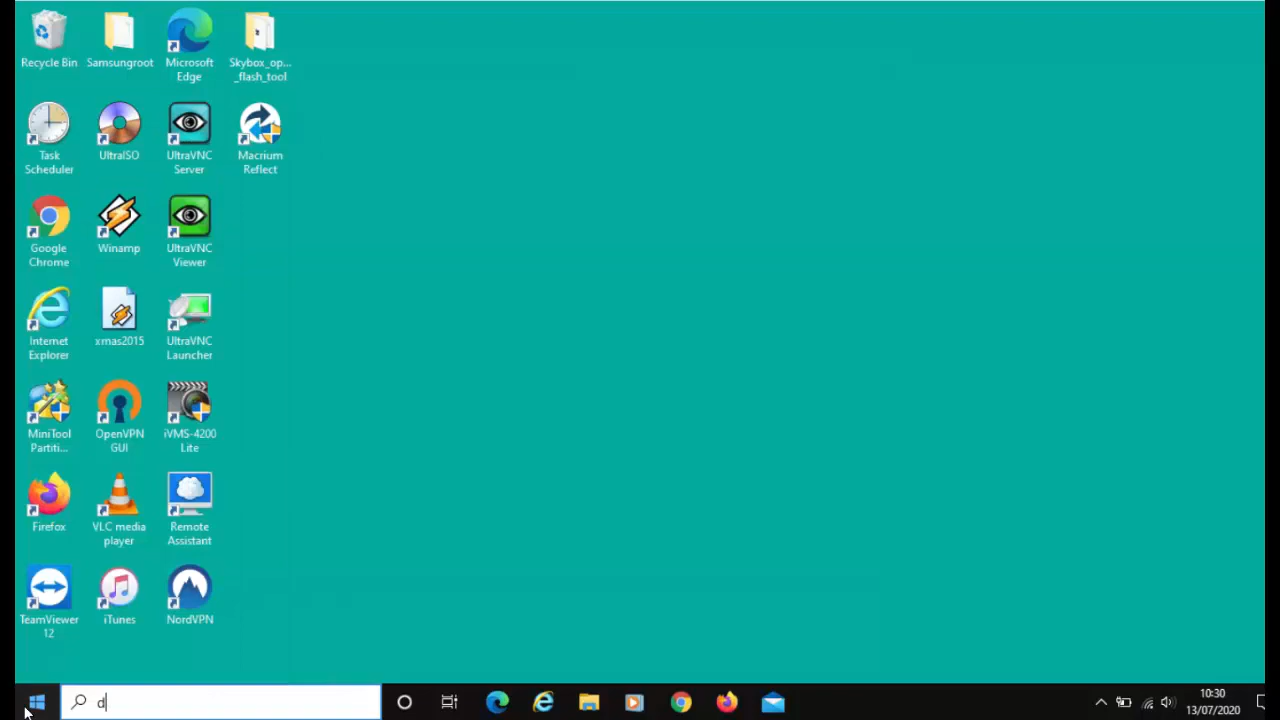 Recycle Bin
Samsungroot
Microsoft
Edge
Skybox_op...
_flash_tool
Task
Scheduler
UltraISO
UltraVNC
Server
Macrium
Reflect
Google
Chrome
Winamp
UltraVNC
Viewer
Internet
Explorer
xmas2015
UltraVNC
Launcher
MiniTool
Partiti...
OpenVPN
GUI
iVMS-4200
Lite
Firefox
VLC media
player
Remote
Assistant
TeamViewer
12
iTunes
NordVPN
d
10:30
13/07/2020